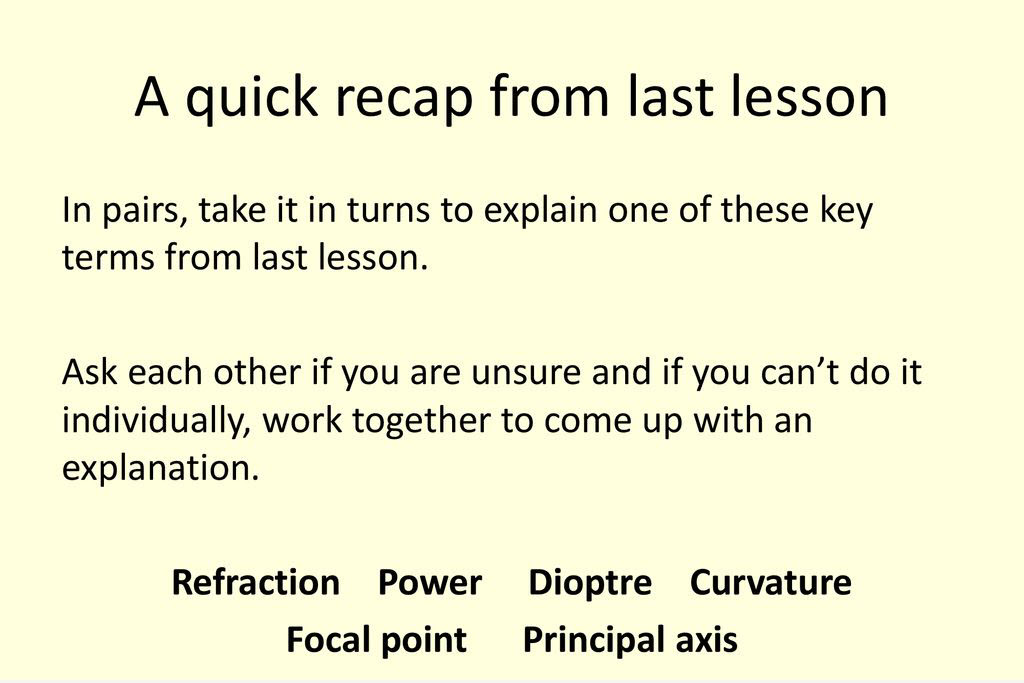 A quick recap from last lesson
In pairs, take it in turns to explain one of these key
terms from last lesson.
Ask each other if you are unsure and if you can’t do it
individually, work together to come up with an
explanation.
Refraction Power Dioptre Curvature
Focal point Principal axis